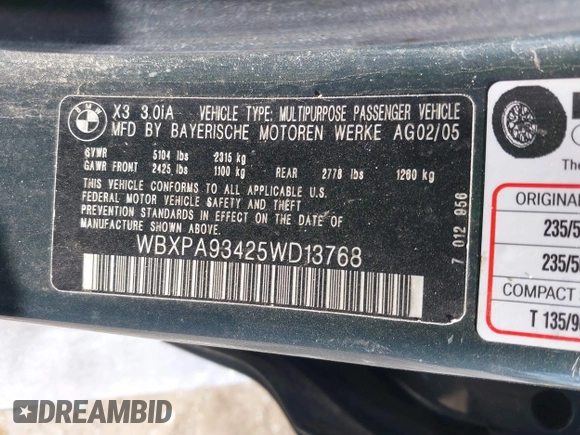 BMW
X3 3.0iA VEHICLE TYPE: MULTIPURPOSE PASSENGER VEHICLE
MFD BY BAYERISCHE MOTOREN WERKE AG02/05
GVWR 5104 lbs 2315 kg
GAWR FRONT 2425 lbs 1100 kg REAR 2778 lbs 1260 kg
THIS VEHICLE CONFORMS TO ALL APPLICABLE U.S.
FEDERAL MOTOR VEHICLE SAFETY AND THEFT
PREVENTION STANDARDS IN EFFECT ON THE DATE OF
MANUFACTURE SHOWN ABOVE.
WBXPA93425WD13768
7 012 956
The
ORIGINAL
235/5
235/5
COMPACT
T 135/9
DREAMBID